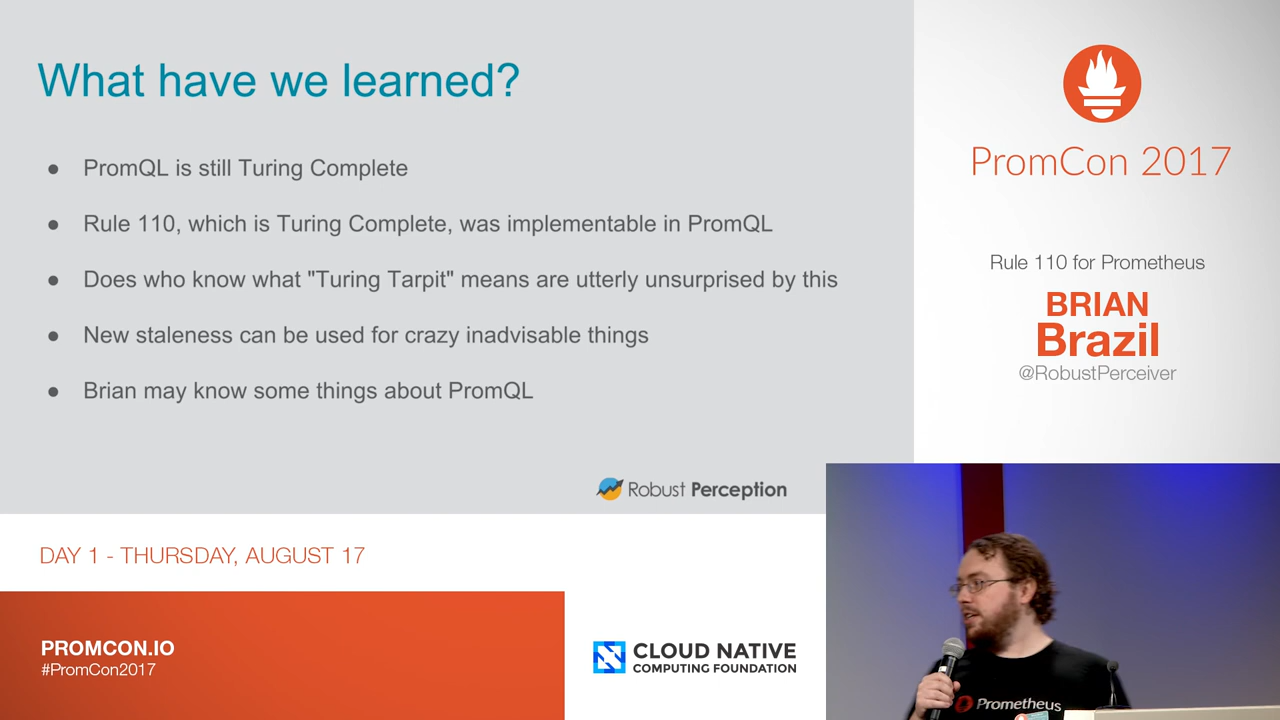 What have we learned?
● PromQL is still Turing Complete
● Rule 110, which is Turing Complete, was implementable in PromQL
● Does who know what "Turing Tarpit" means are utterly unsurprised by this
● New staleness can be used for crazy inadvisable things
● Brian may know some things about PromQL
Robust Perception
PromCon 2017
Rule 110 for Prometheus
BRIAN
Brazil
@RobustPerceiver
DAY 1 - THURSDAY, AUGUST 17
PROMCON.IO
#PromCon2017
CLOUD NATIVE
COMPUTING FOUNDATION
Prometheus